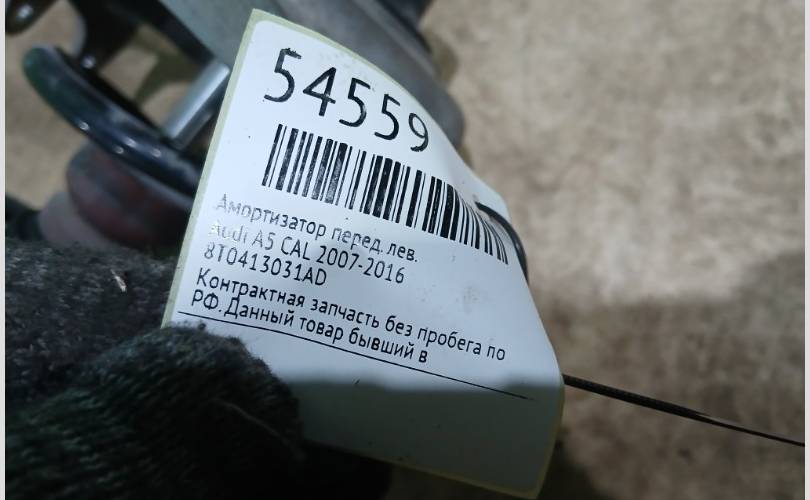 54559
Амортизатор перед. лев.
Audi A5 CAL 2007-2016
8T0413031AD
Контрактная запчасть без пробега по
РФ. Данный товар бывший в